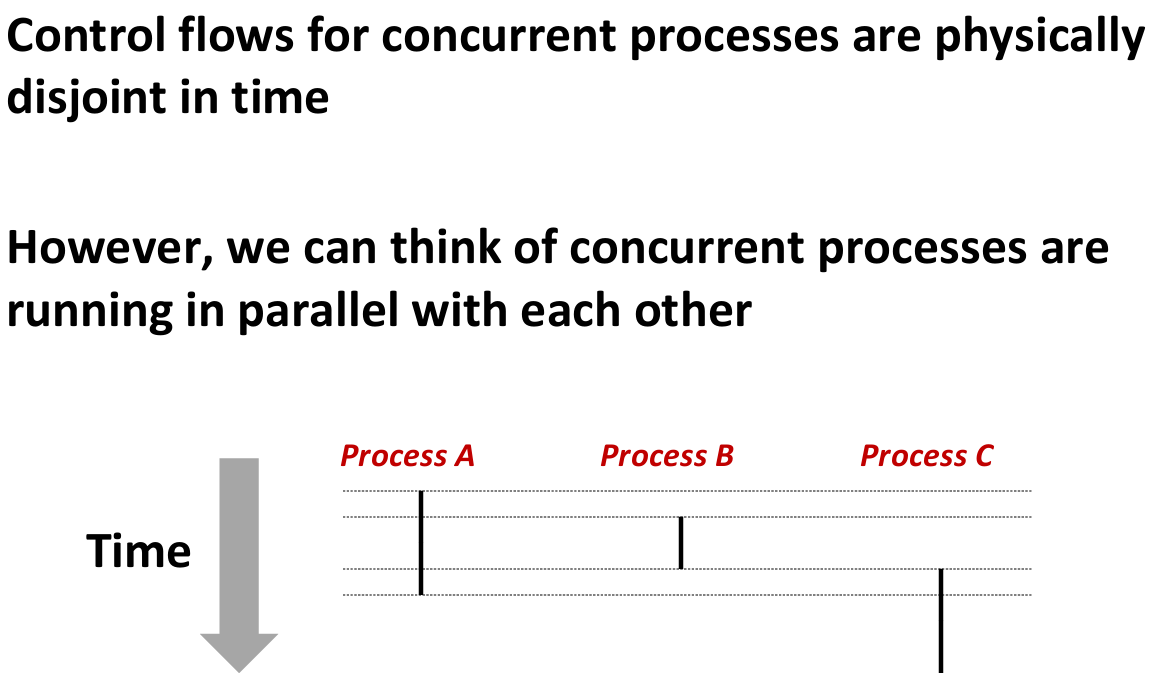 Control flows for concurrent processes are physically
disjoint in time
However, we can think of concurrent processes are
running in parallel with each other
Process A Process B Process C
Time